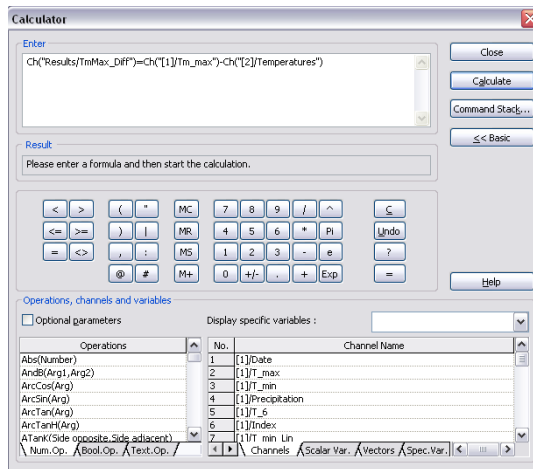 Calculator
Enter
Ch("Results/TmMax_Diff")=Ch("[1]/Tm_max")-Ch("[2]/Temperatures")
Close
Calculate
Command Stack...
<< Basic
Result
Please enter a formula and then start the calculation.
< > ( " MC 7 8 9 / ^ C
<= >= ) | MR 4 5 6 * Pi Undo
= <> , : MS 1 2 3 - e ?
@ # M+ 0 +/- . + Exp =
Help
Operations, channels and variables
Optional parameters Display specific variables :
Operations No. Channel Name
Abs(Number) 1 [1]/Date
AndB(Arg1,Arg2) 2 [1]/T_max
ArcCos(Arg) 3 [1]/T_min
ArcSin(Arg) 4 [1]/Precipitation
ArcTan(Arg) 5 [1]/T_6
ArcTanH(Arg) 6 [1]/Index
ATanK(Side opposite,Side adjacent) 7 [1]/T_min_Lin
Num.Op. Bool.Op. Text.Op. Channels Scalar Var. Vectors Spec.Var.